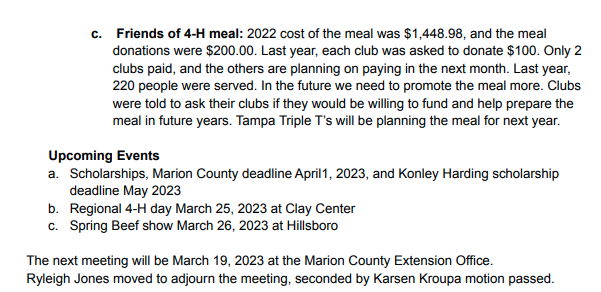 c. Friends of 4-H meal: 2022 cost of the meal was $1,448.98, and the meal
donations were $200.00. Last year, each club was asked to donate $100. Only 2
clubs paid, and the others are planning on paying in the next month. Last year,
220 people were served. In the future we need to promote the meal more. Clubs
were told to ask their clubs if they would be willing to fund and help prepare the
meal in future years. Tampa Triple T's will be planning the meal for next year.
Upcoming Events
a. Scholarships, Marion County deadline April1, 2023, and Konley Harding scholarship
deadline May 2023
b. Regional 4-H day March 25, 2023 at Clay Center
c. Spring Beef show March 26, 2023 at Hillsboro
The next meeting will be March 19, 2023 at the Marion County Extension Office.
Ryleigh Jones moved to adjourn the meeting, seconded by Karsen Kroupa motion passed.